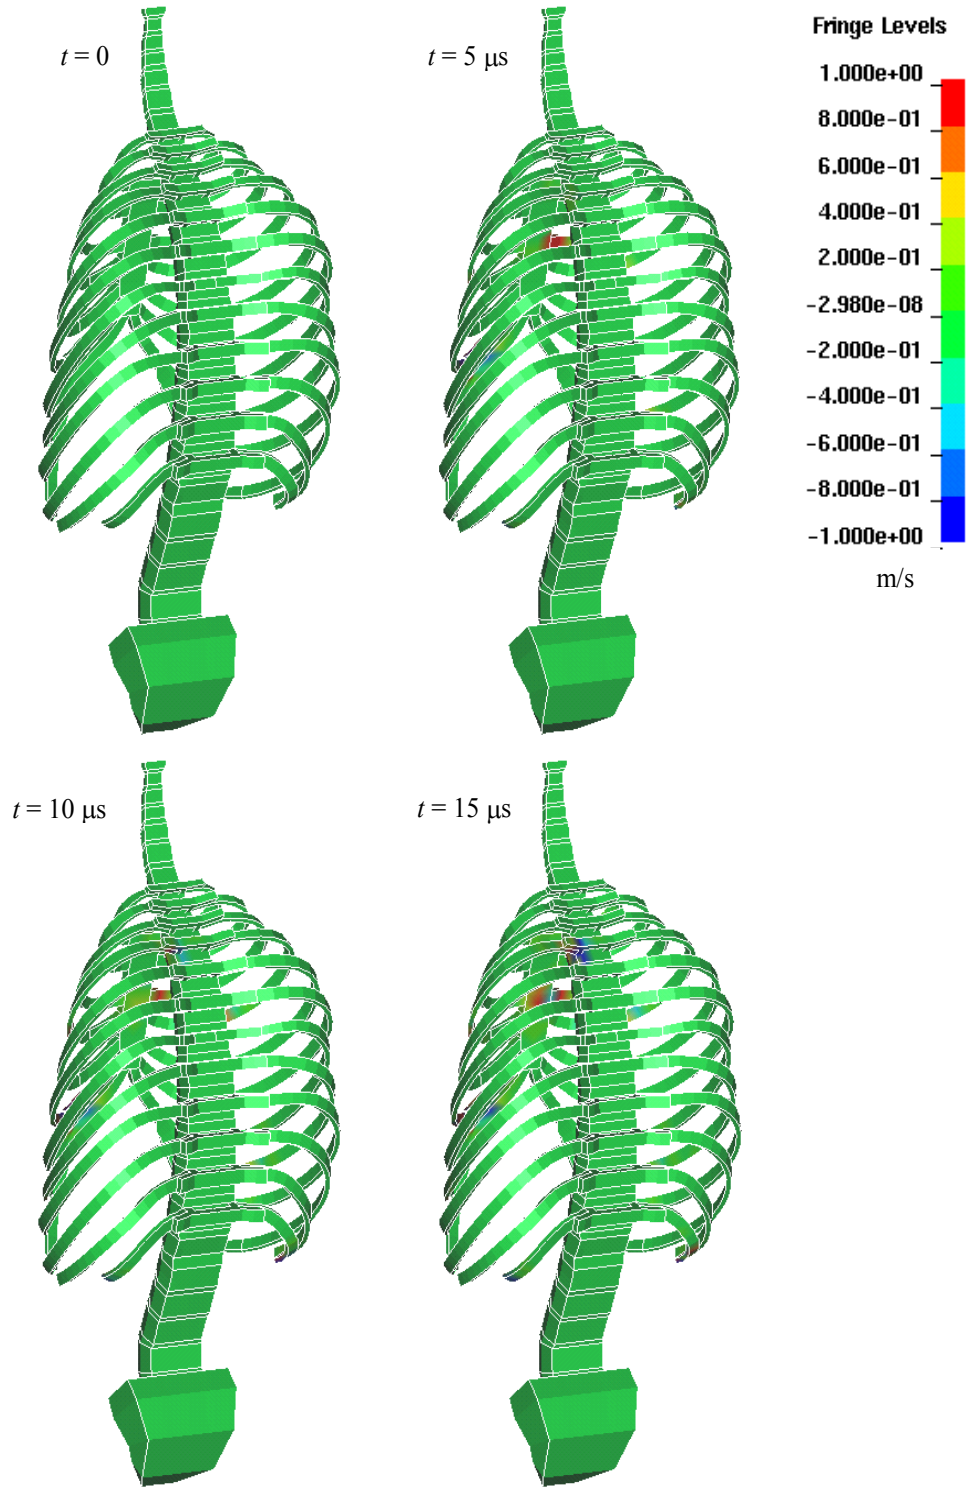 t = 0
t = 5 μs
Fringe Levels
1.000e+00
8.000e-01
6.000e-01
4.000e-01
2.000e-01
-2.980e-08
-2.000e-01
-4.000e-01
-6.000e-01
-8.000e-01
-1.000e+00
m/s
t = 10 μs
t = 15 μs